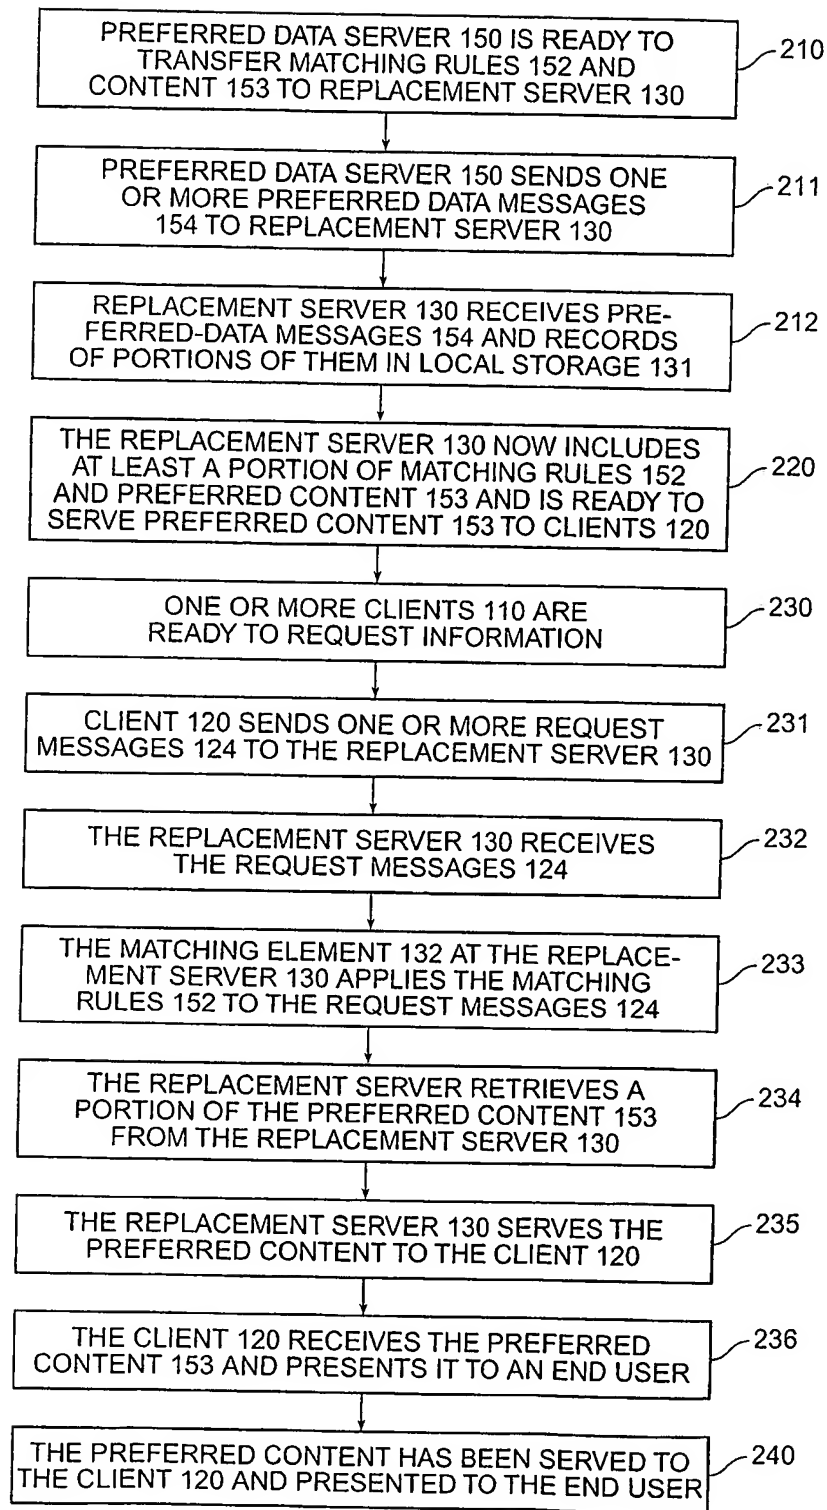 PREFERRED DATA SERVER 150 IS READY TO
TRANSFER MATCHING RULES 152 AND
CONTENT 153 TO REPLACEMENT SERVER 130
210
PREFERRED DATA SERVER 150 SENDS ONE
OR MORE PREFERRED DATA MESSAGES
154 TO REPLACEMENT SERVER 130
211
REPLACEMENT SERVER 130 RECEIVES PRE-
FERRED-DATA MESSAGES 154 AND RECORDS
OF PORTIONS OF THEM IN LOCAL STORAGE 131
212
THE REPLACEMENT SERVER 130 NOW INCLUDES
AT LEAST A PORTION OF MATCHING RULES 152
AND PREFERRED CONTENT 153 AND IS READY TO
SERVE PREFERRED CONTENT 153 TO CLIENTS 120
220
ONE OR MORE CLIENTS 110 ARE
READY TO REQUEST INFORMATION
230
CLIENT 120 SENDS ONE OR MORE REQUEST
MESSAGES 124 TO THE REPLACEMENT SERVER 130
231
THE REPLACEMENT SERVER 130 RECEIVES
THE REQUEST MESSAGES 124
232
THE MATCHING ELEMENT 132 AT THE REPLACE-
MENT SERVER 130 APPLIES THE MATCHING
RULES 152 TO THE REQUEST MESSAGES 124
233
THE REPLACEMENT SERVER RETRIEVES A
PORTION OF THE PREFERRED CONTENT 153
FROM THE REPLACEMENT SERVER 130
234
THE REPLACEMENT SERVER 130 SERVES THE
PREFERRED CONTENT TO THE CLIENT 120
235
THE CLIENT 120 RECEIVES THE PREFERRED
CONTENT 153 AND PRESENTS IT TO AN END USER
236
THE PREFERRED CONTENT HAS BEEN SERVED TO
THE CLIENT 120 AND PRESENTED TO THE END USER
240